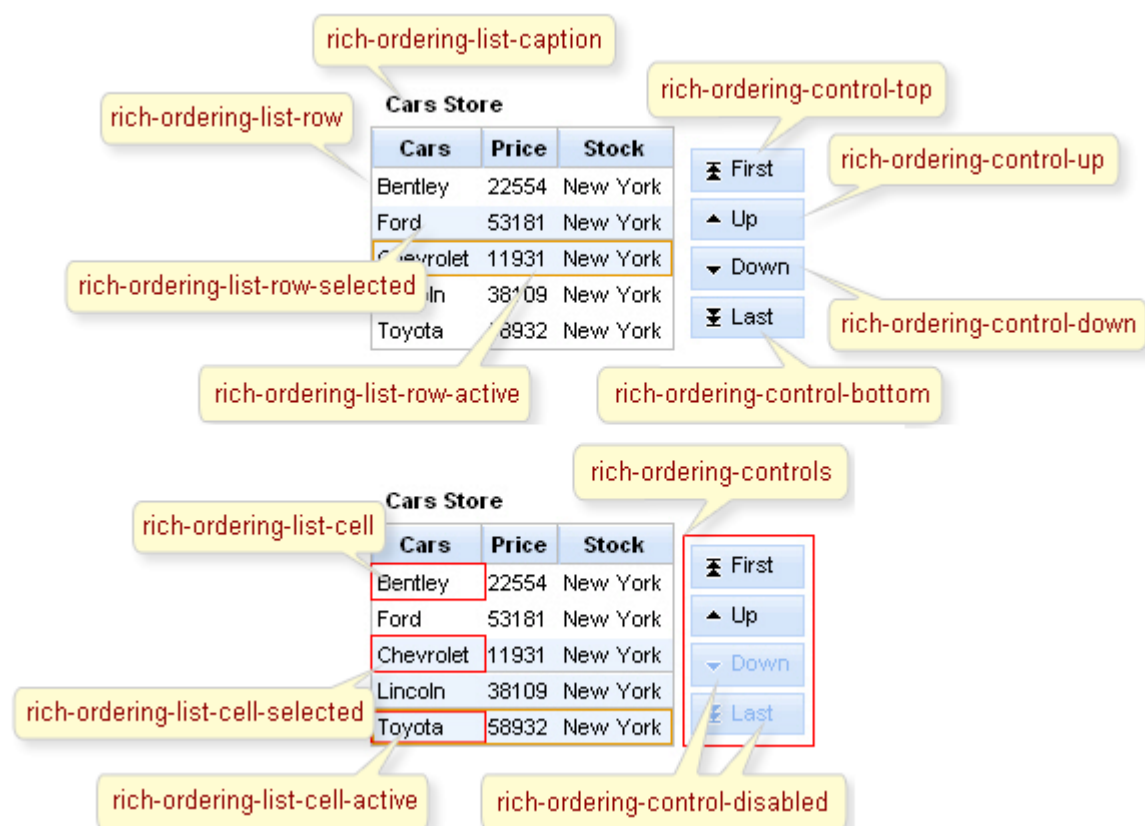 rich-ordering-list-caption
rich-ordering-control-top
Cars Store
rich-ordering-list-row
Cars Price Stock
First
rich-ordering-control-up
Bentley 22554 New York
Ford 53181 New York
Up
Chevrolet 11931 New York
Down
rich-ordering-list-row-selected
38109 New York
Last
rich-ordering-control-down
Toyota New York
rich-ordering-list-row-active
rich-ordering-control-bottom
rich-ordering-controls
Cars Store
rich-ordering-list-cell
Cars Price Stock
First
Bentley 22554 New York
Ford 53181 New York
Up
Chevrolet 11931 New York
Down
Lincoln 38109 New York
rich-ordering-list-cell-selected
Toyota 58932 New York
Last
rich-ordering-list-cell-active
rich-ordering-control-disabled